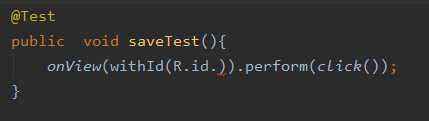 @Test
public  void saveTest(){
    onView(withId(R.id.)).perform(click());
}